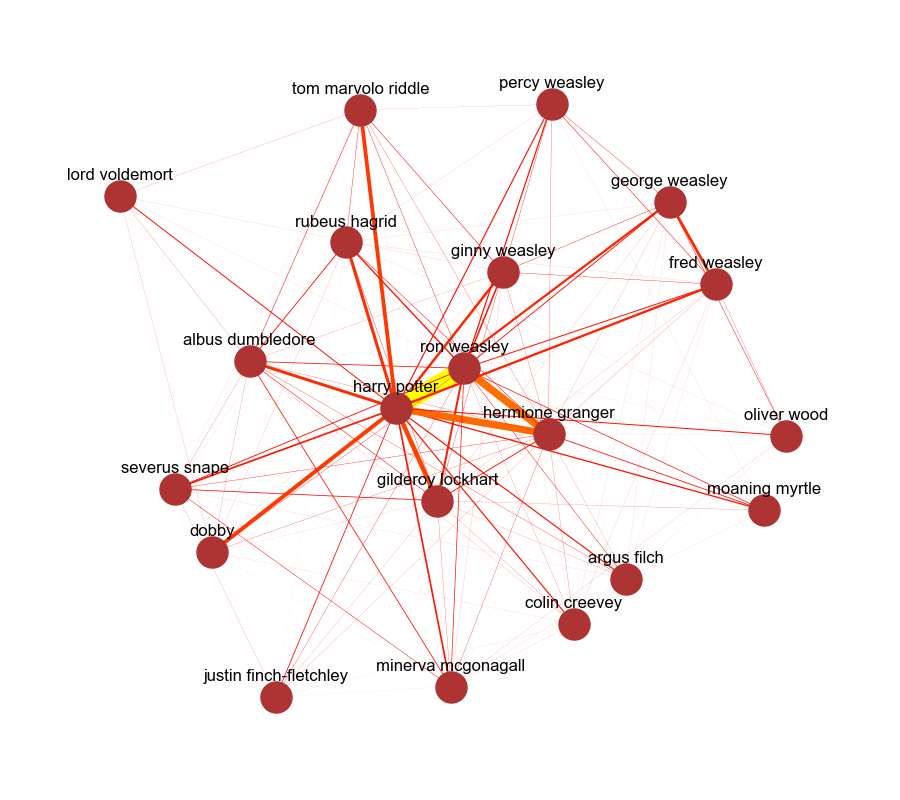 percy weasley
tom marvolo riddle
lord voldemort
george weasley
rubeus hagrid
ginny weasley
fred weasley
albus dumbledore
ron weasley
harry potter
hermione granger
oliver wood
severus snape
gilderoy lockhart
moaning myrtle
dobby
argus filch
colin creevey
minerva mcgonagall
justin finch-fletchley